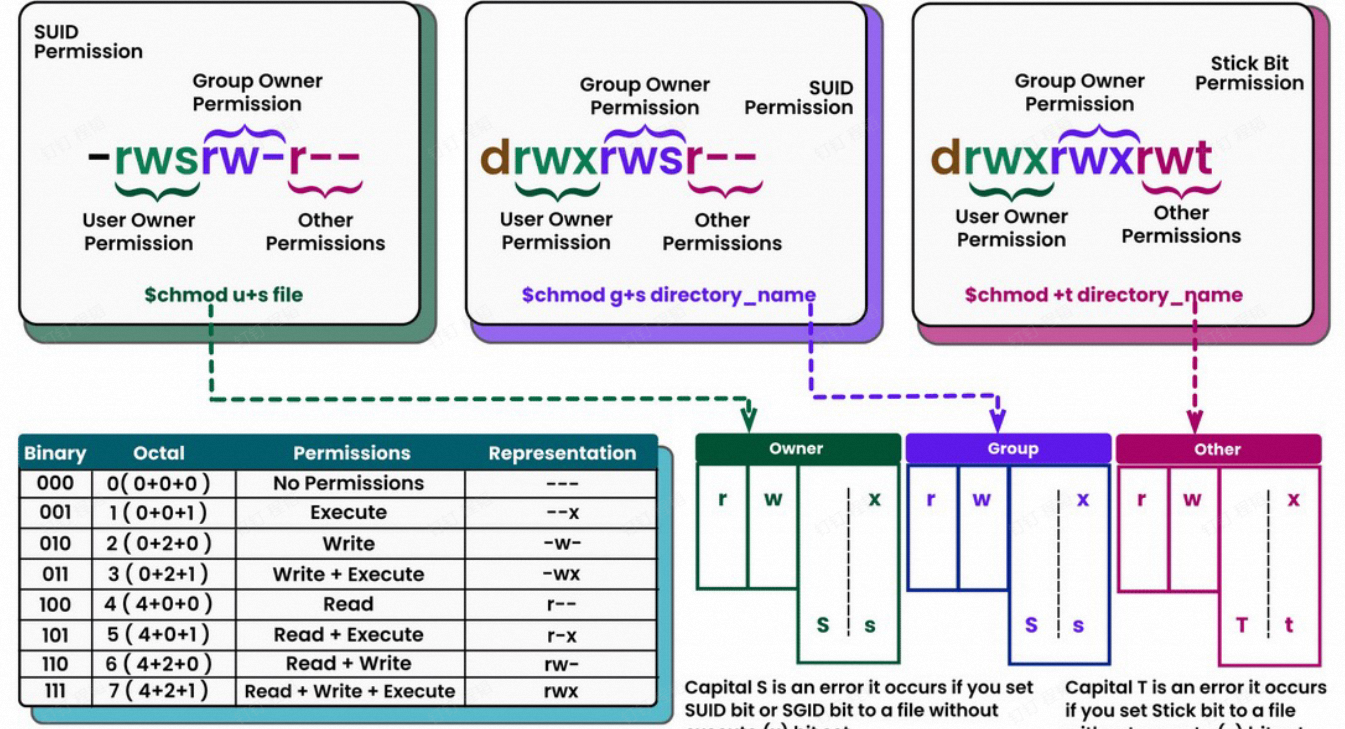 SUID
Permission
Group Owner
Permission
-rwsrw-r--
User Owner
Permission
Other
Permissions
$chmod u+s file
SUID
Permission
Group Owner
Permission
drwxrwsr--
User Owner
Permission
Other
Permissions
$chmod g+s directory_name
Stick Bit
Permission
Group Owner
Permission
drwxrwxrwt
User Owner
Permission
Other
Permissions
$chmod +t directory_name
Binary Octal Permissions Representation
000 0( 0+0+0 ) No Permissions ---
001 1 ( 0+0+1 ) Execute --x
010 2 ( 0+2+0 ) Write -w-
011 3 ( 0+2+1 ) Write + Execute -wx
100 4 ( 4+0+0 ) Read r--
101 5 ( 4+0+1 ) Read + Execute r-x
110 6 ( 4+2+0 ) Read + Write rw-
111 7 ( 4+2+1 ) Read + Write + Execute rwx
Owner
r w x
S s
Group
r w x
S s
Other
r w x
T t
Capital S is an error it occurs if you set
SUID bit or SGID bit to a file without
Capital T is an error it occurs
if you set Stick bit to a file